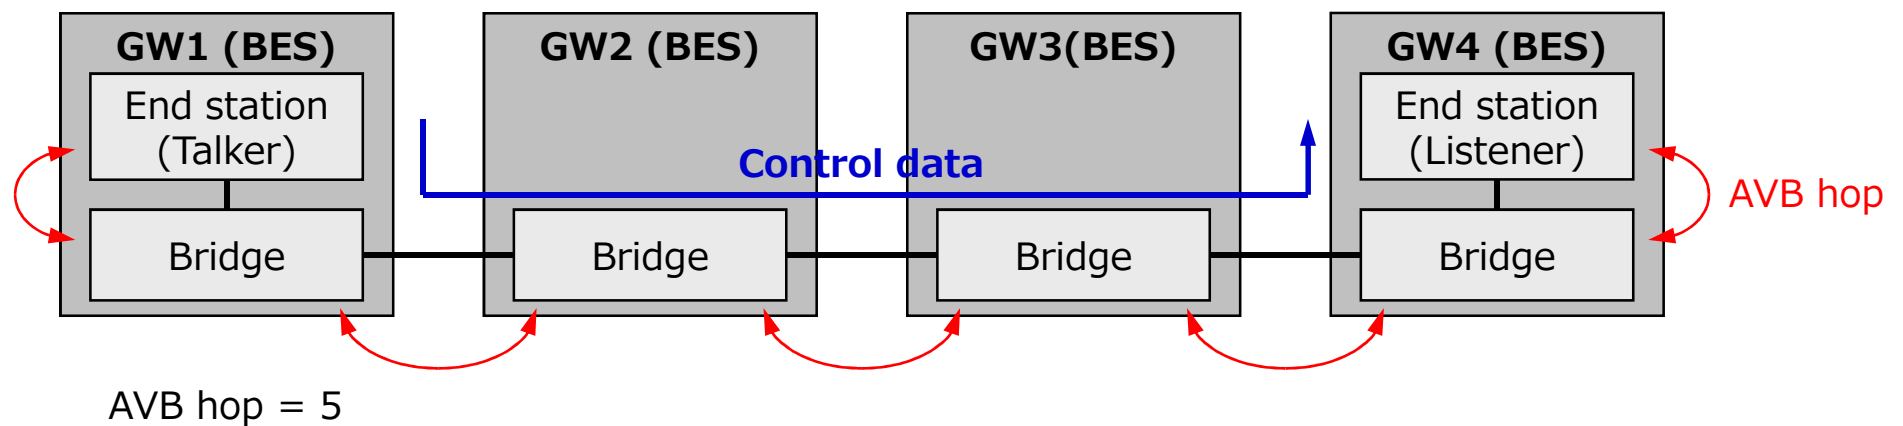 GW1 (BES)
End station
(Talker)
Bridge
GW2 (BES)
Bridge
GW3(BES)
Bridge
GW4 (BES)
End station
(Listener)
Bridge
Control data
AVB hop
AVB hop = 5